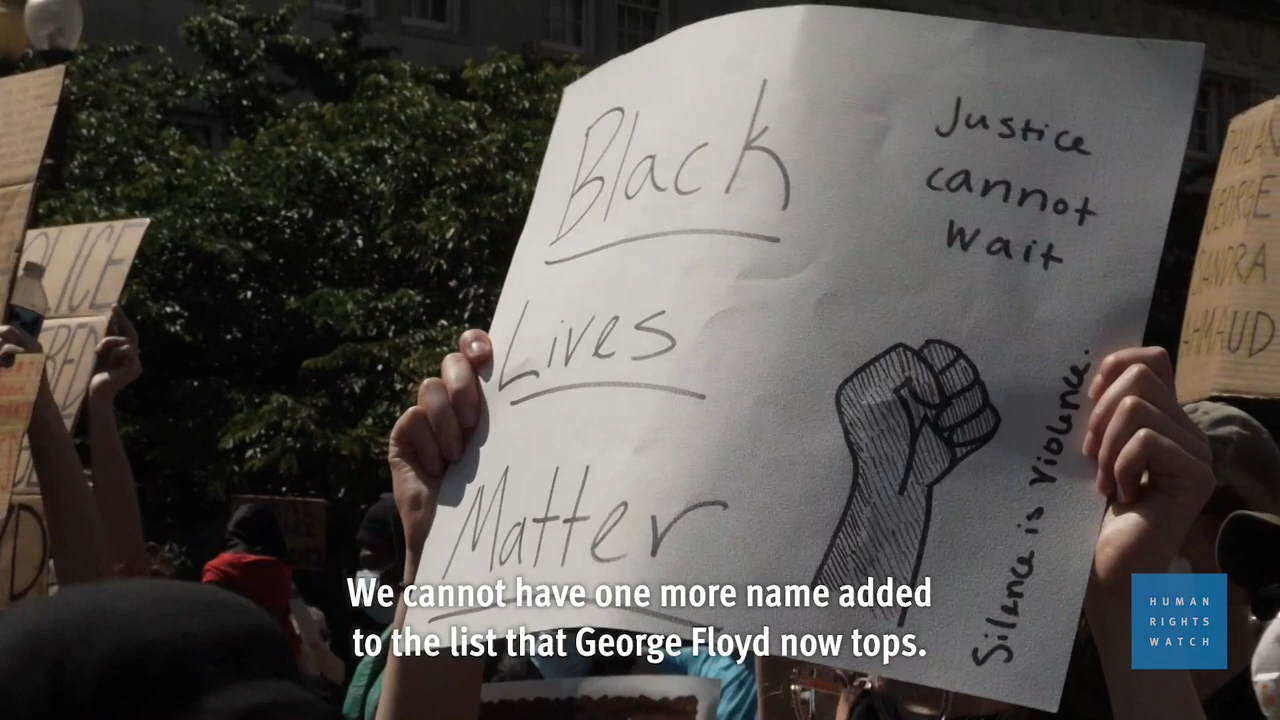 Black
Lives
Matter
Justice
cannot
Wait
Silence is violence.
GEORGE
SANDRA
AHMAUD
We cannot have one more name added
to the list that George Floyd now tops.
HUMAN
RIGHTS
WATCH